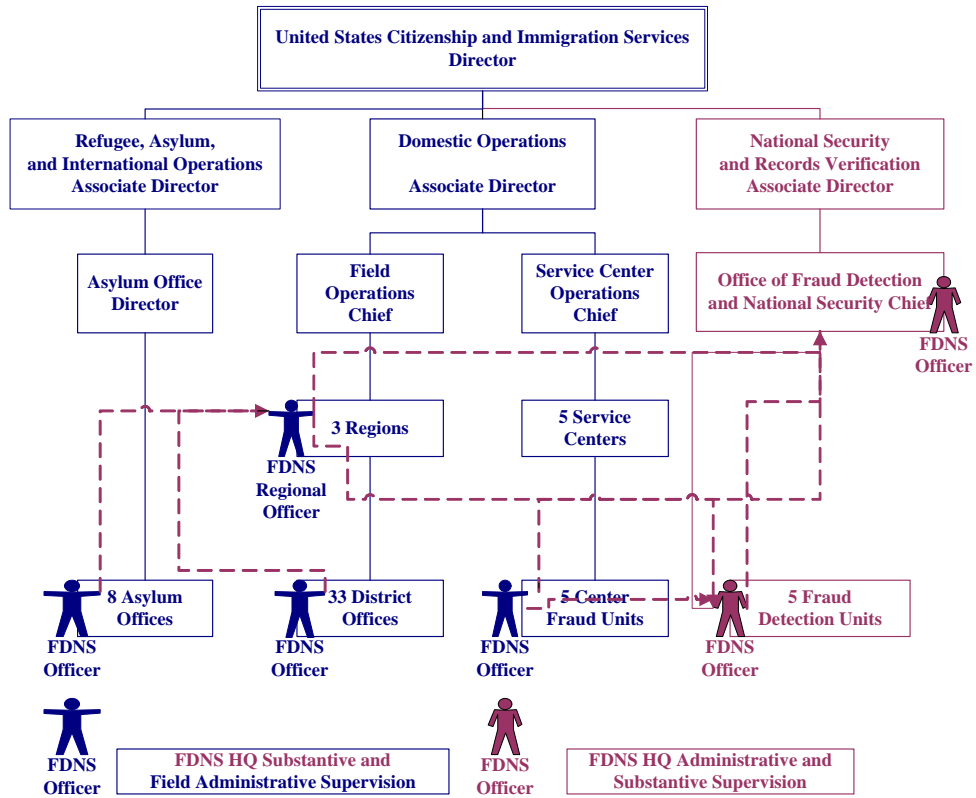 United States Citizenship and Immigration Services
Director
Refugee, Asylum,
and International Operations
Associate Director
Domestic Operations
Associate Director
National Security
and Records Verification
Associate Director
Asylum Office
Director
Field
Operations
Chief
Service Center
Operations
Chief
Office of Fraud Detection
and National Security Chief
FDNS
Officer
3 Regions
FDNS
Regional
Officer
5 Service
Centers
8 Asylum
Offices
FDNS
Officer
33 District
Offices
FDNS
Officer
5 Center
Fraud Units
FDNS
Officer
5 Fraud
Detection Units
FDNS
Officer
FDNS
Officer
FDNS HQ Substantive and
Field Administrative Supervision
FDNS
Officer
FDNS HQ Administrative and
Substantive Supervision